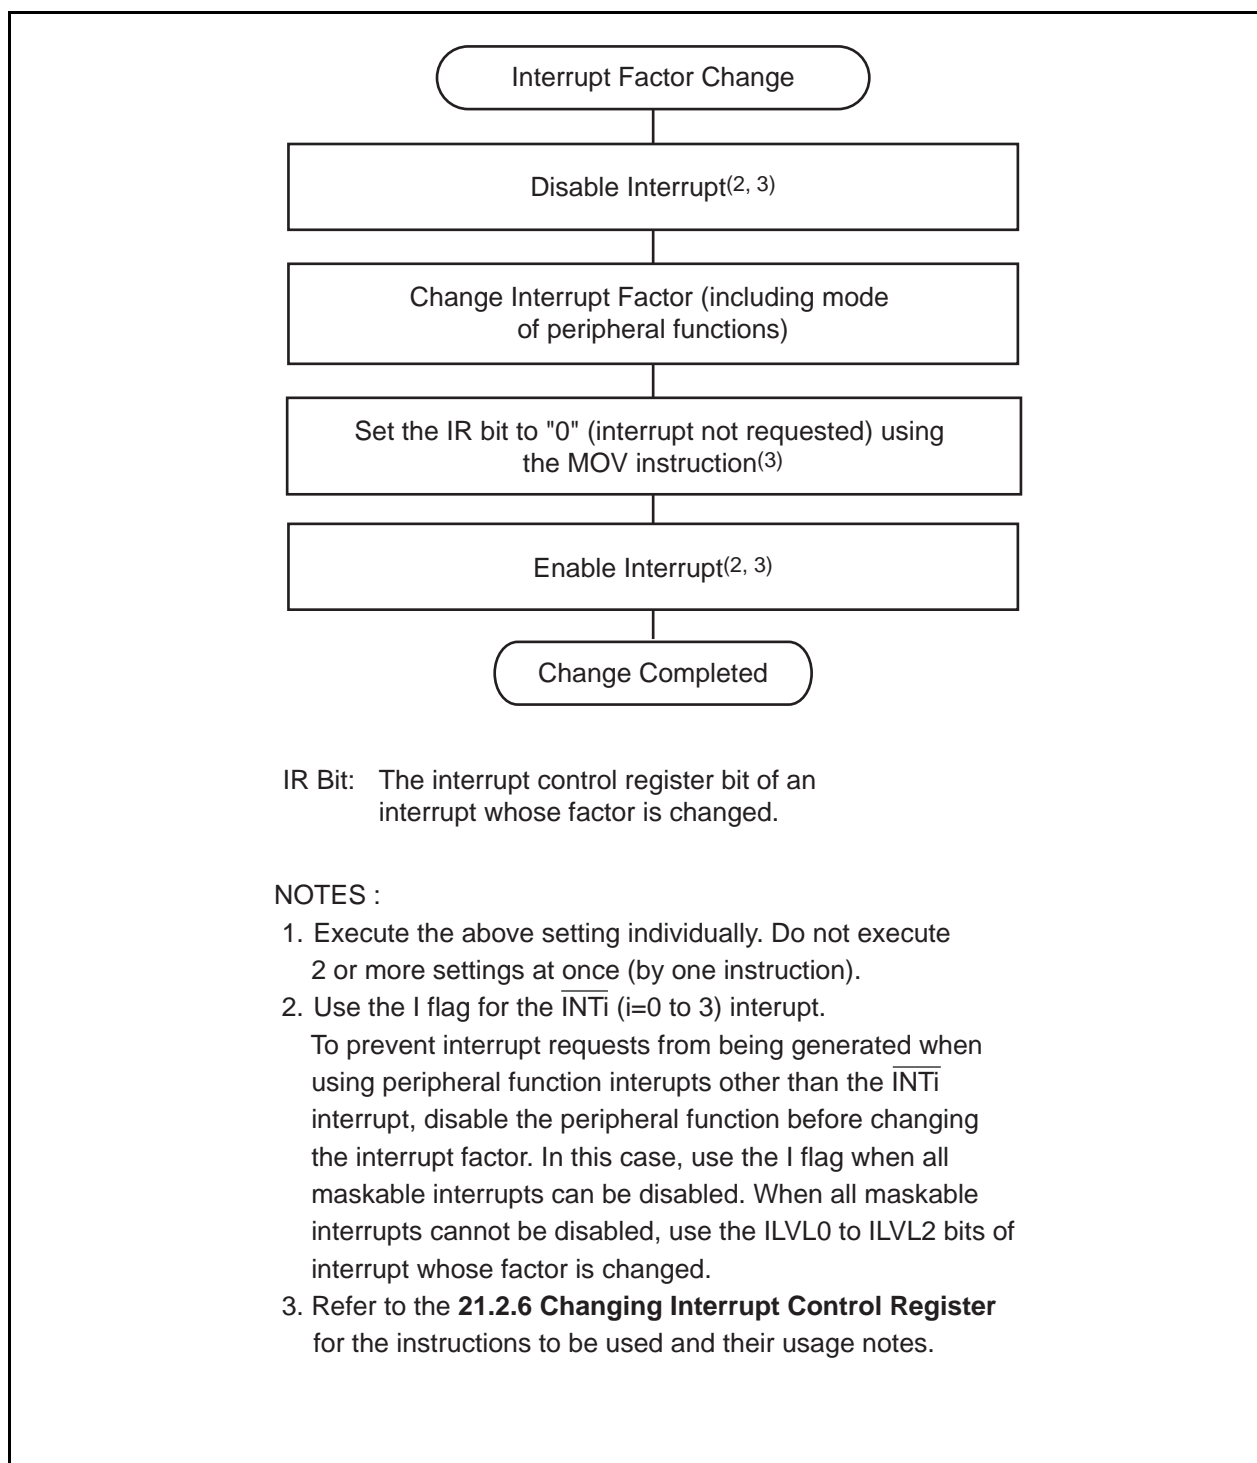 Interrupt Factor Change
Disable Interrupt(2, 3)
Change Interrupt Factor (including mode
of peripheral functions)
Set the IR bit to "0" (interrupt not requested) using
the MOV instruction(3)
Enable Interrupt(2, 3)
Change Completed
IR Bit: The interrupt control register bit of an
interrupt whose factor is changed.
NOTES :
1. Execute the above setting individually. Do not execute
2 or more settings at once (by one instruction).
2. Use the I flag for the INTi (i=0 to 3) interupt.
To prevent interrupt requests from being generated when
using peripheral function interupts other than the INTi
interrupt, disable the peripheral function before changing
the interrupt factor. In this case, use the I flag when all
maskable interrupts can be disabled. When all maskable
interrupts cannot be disabled, use the ILVL0 to ILVL2 bits of
interrupt whose factor is changed.
3. Refer to the 21.2.6 Changing Interrupt Control Register
for the instructions to be used and their usage notes.